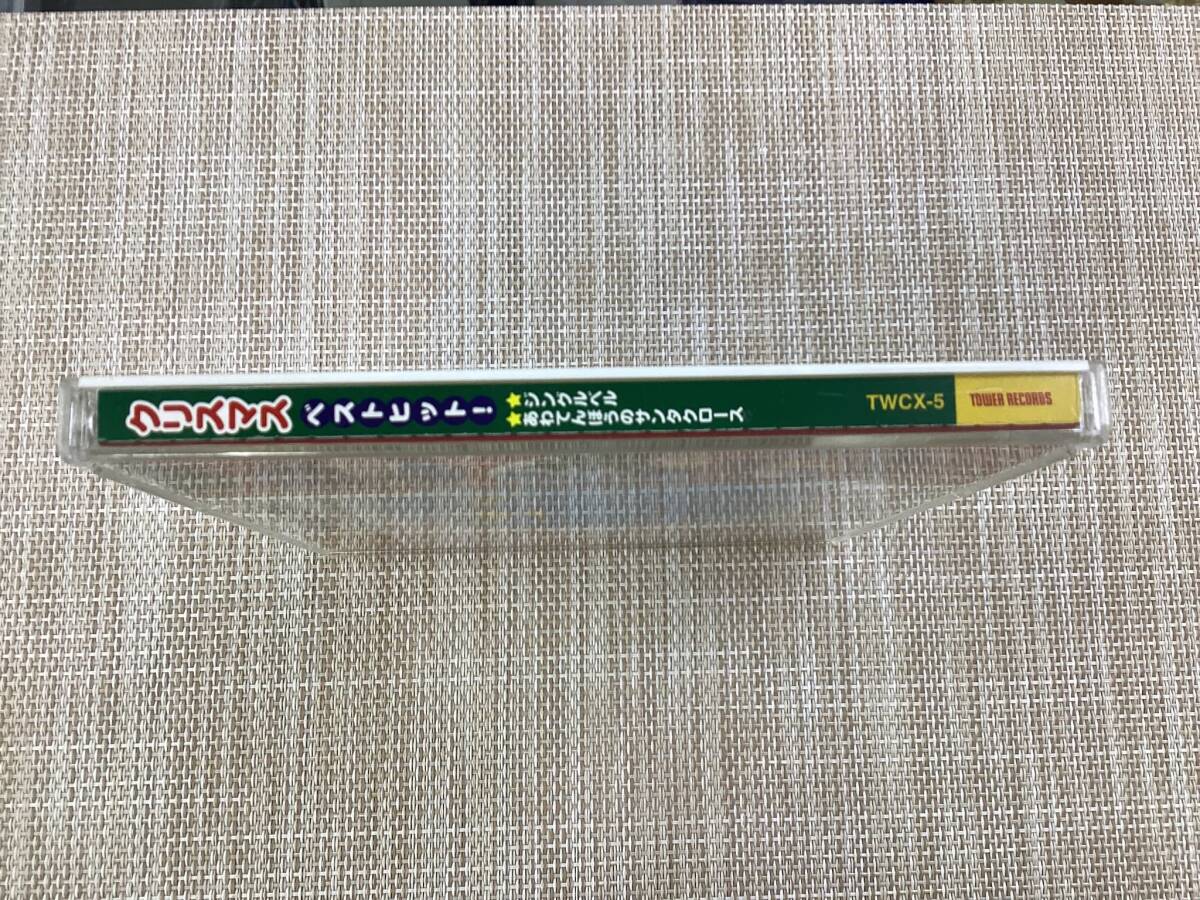 クリスマス ベストヒット!
★ジングルベル
★あわてんぼうのサンタクロース
TWCX-5
TOWER RECORDS